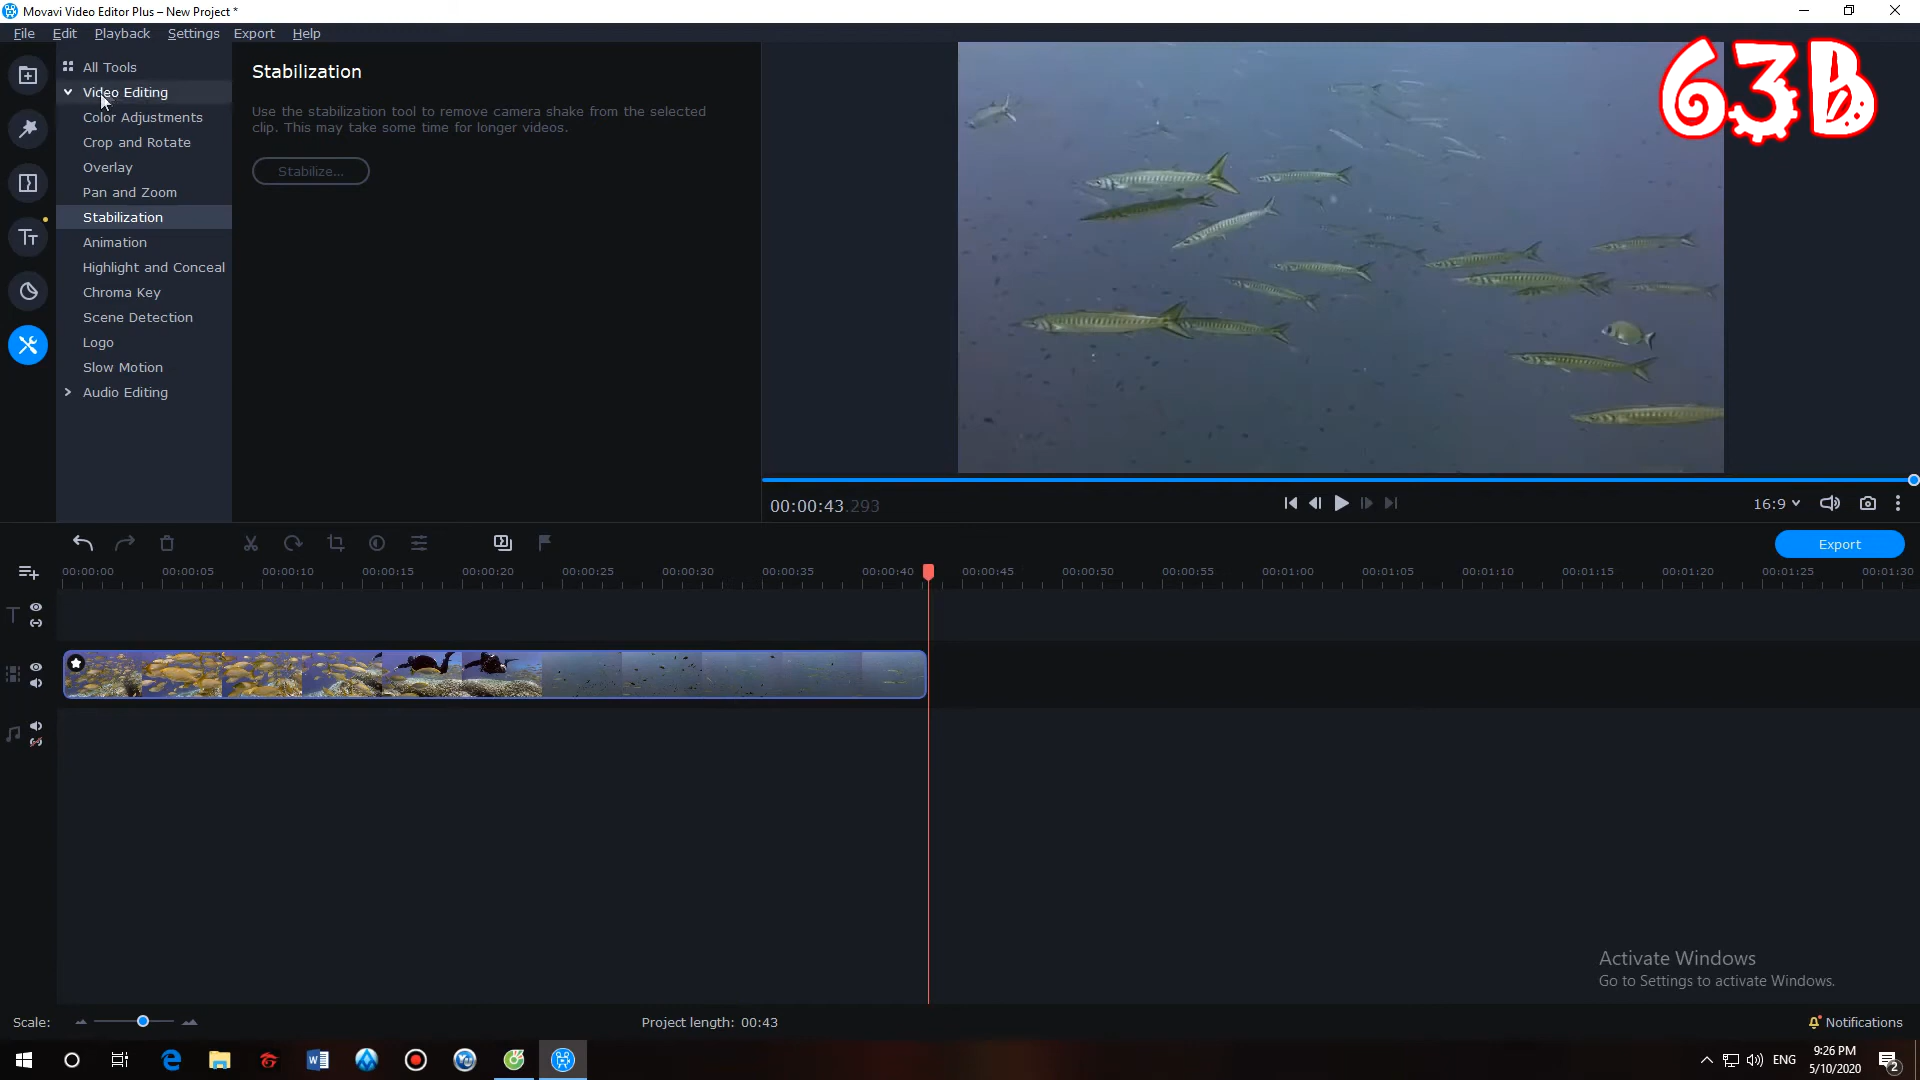 Movavi Video Editor Plus – New Project *
File Edit Playback Settings Export Help
All Tools
Video Editing
Color Adjustments
Crop and Rotate
Overlay
Pan and Zoom
Stabilization
Animation
Highlight and Conceal
Chroma Key
Scene Detection
Logo
Slow Motion
Audio Editing
Stabilization
Use the stabilization tool to remove camera shake from the selected
clip. This may take some time for longer videos.
Stabilize...
63B
00:00:43.293
16:9
Export
00:00:00 00:00:05 00:00:10 00:00:15 00:00:20 00:00:25 00:00:30 00:00:35 00:00:40 00:00:45 00:00:50 00:00:55 00:01:00 00:01:05 00:01:10 00:01:15 00:01:20 00:01:25 00:01:30
Activate Windows
Go to Settings to activate Windows.
Scale:
Project length: 00:43
Notifications
ENG
9:26 PM
5/10/2020
2